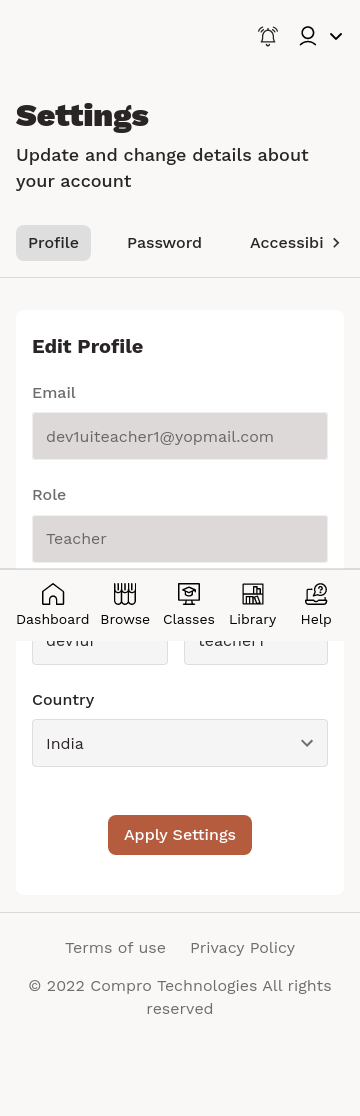 Settings
Update and change details about
your account
Profile Password Accessibi
Edit Profile
Email
dev1uiteacher1@yopmail.com
Role
Teacher
Dashboard Browse Classes Library Help
dev1ui teacher1
Country
India
Apply Settings
Terms of use Privacy Policy
© 2022 Compro Technologies All rights
reserved